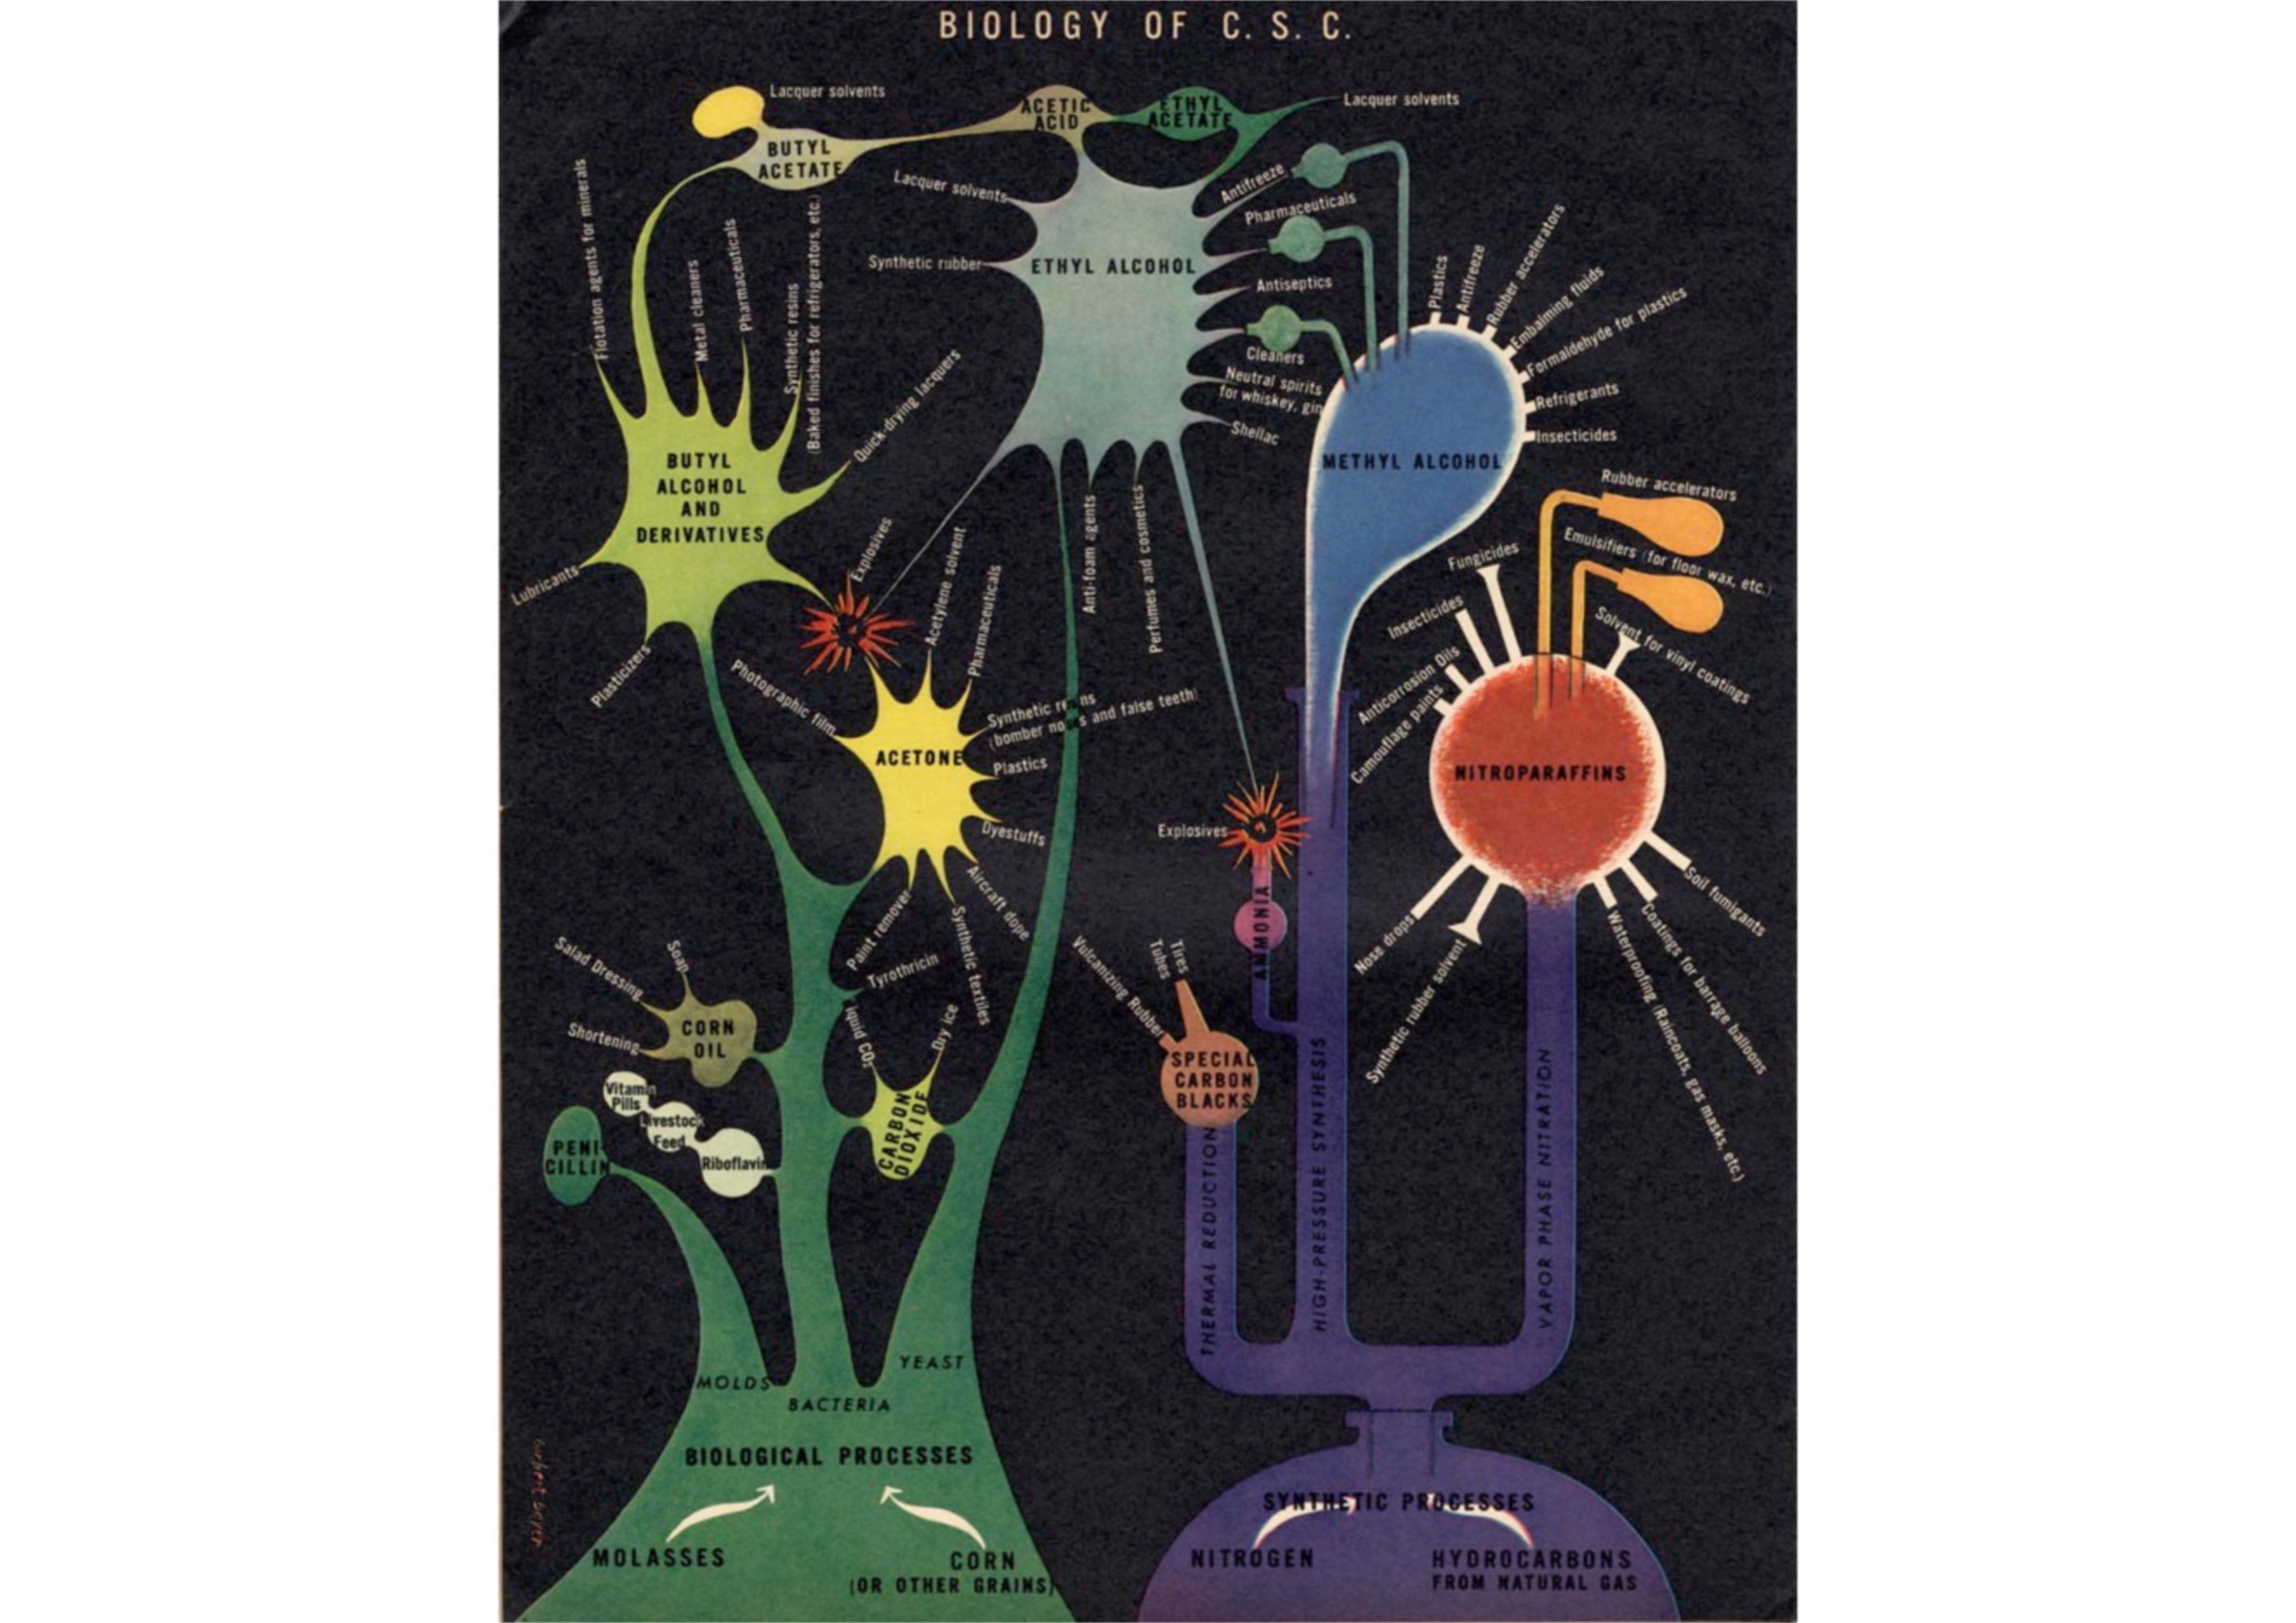 BIOLOGY OF C. S. C.
Lacquer solvents
ACETIC
ACID
ETHYL
ACETATE
Lacquer solvents
BUTYL
ACETATE
Flotation agents for minerals
Metal cleaners
Pharmaceuticals
Synthetic resins
(Baked finishes for refrigerators, etc.)
Quick-drying lacquers
Lacquer solvents
Synthetic rubber
ETHYL ALCOHOL
Antifreeze
Pharmaceuticals
Antiseptics
Cleaners
Neutral spirits
for whiskey, gin
Shellac
Plastics
Antifreeze
Rubber accelerators
Embalming fluids
Formaldehyde for plastics
Refrigerants
Insecticides
METHYL ALCOHOL
BUTYL
ALCOHOL
AND
DERIVATIVES
Lubricants
Plasticizers
Explosives
Acetylene solvent
Pharmaceuticals
Anti-foam agents
Perfumes and cosmetics
Photographic film
ACETONE
Synthetic resins
(bomber noses and false teeth)
Plastics
Dyestuffs
Aircraft dope
Synthetic textiles
Paint remover
Rubber accelerators
Emulsifiers (for floor wax, etc.)
Solvent for vinyl coatings
Fungicides
Insecticides
Anticorrosion Oils
Camouflage paints
NITROPARAFFINS
Soil fumigants
Coatings for barrage balloons
Waterproofing (Raincoats, gas masks, etc.)
Nose drops
Synthetic rubber solvent
Explosives
AMMONIA
Tyrothricin
Liquid CO2
Dry ice
CARBON
DIOXIDE
Salad Dressing
Soap
Shortening
CORN
OIL
Vitamin
Pills
Livestock
Feed
Riboflavin
PENI-
CILLIN
Vulcanizing Rubber
Tubes
Tires
SPECIAL
CARBON
BLACKS
THERMAL REDUCTION
HIGH-PRESSURE SYNTHESIS
VAPOR PHASE NITRATION
MOLDS
BACTERIA
YEAST
BIOLOGICAL PROCESSES
MOLASSES
CORN
(OR OTHER GRAINS)
SYNTHETIC PROCESSES
NITROGEN
HYDROCARBONS
FROM NATURAL GAS
herbert bayer